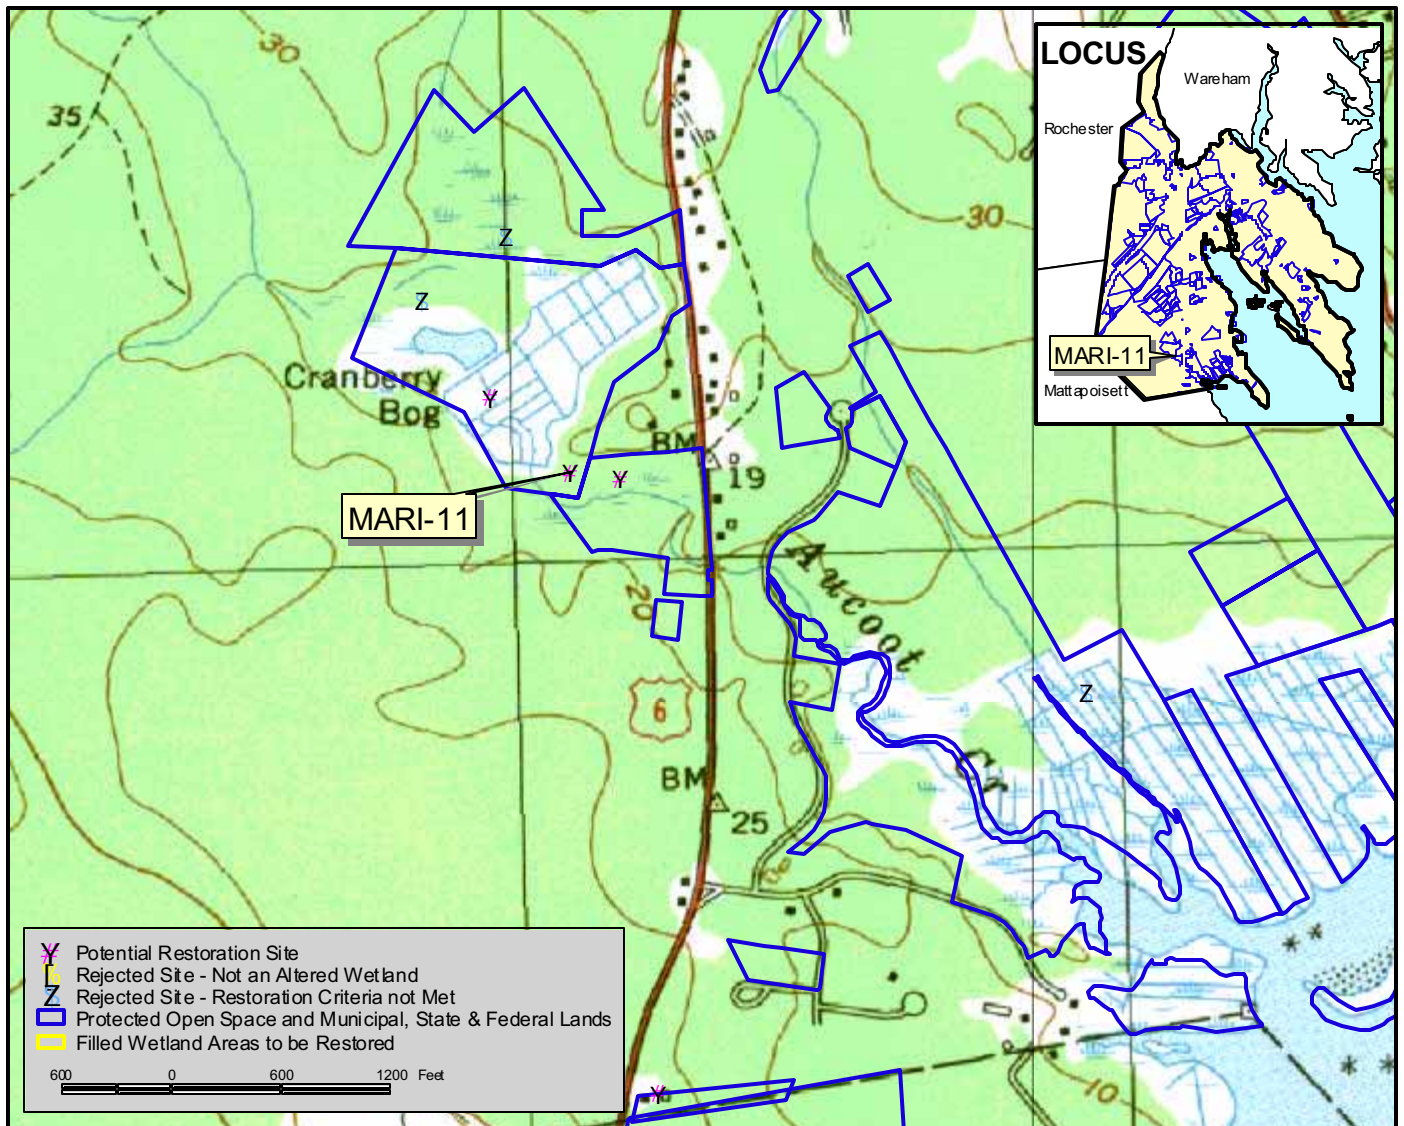 30
35
LOCUS
Wareham
Rochester
MARI-11
Mattapoisett
30
Z
Z
Cranberry
Bog
Y
BM
19
Y
Y
MARI-11
Aucoot
Cr
20
6
Z
BM
25
Y
10
Y Potential Restoration Site
Rejected Site - Not an Altered Wetland
Z Rejected Site - Restoration Criteria not Met
Protected Open Space and Municipal, State & Federal Lands
Filled Wetland Areas to be Restored
600 0 600 1200 Feet